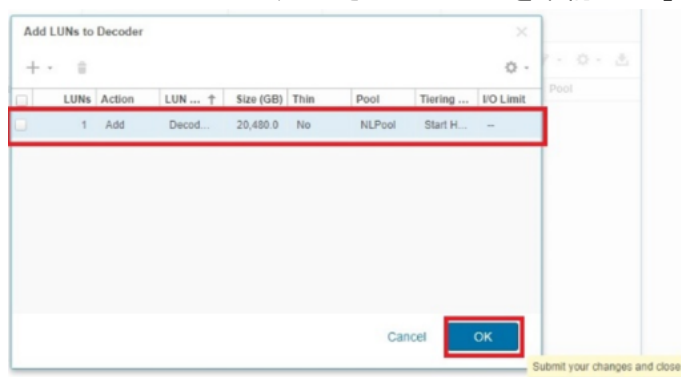 Add LUNs to Decoder
LUNs Action LUN ... ↑ Size (GB) Thin Pool Tiering ... I/O Limit
1 Add Decod... 20,480.0 No NLPool Start H... --
Pool
Cancel OK
Submit your changes and close